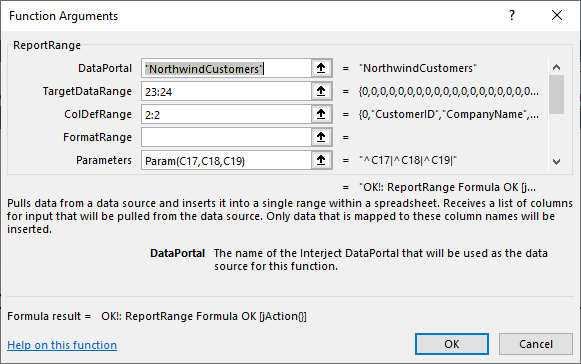 Function Arguments
ReportRange
DataPortal "NorthwindCustomers" = "NorthwindCustomers"
TargetDataRange 23:24 = {0,0,0,0,0,0,0,0,0,0,0,0,0,0,0,0,0,0...
ColDefRange 2:2 = {0,"CustomerID","CompanyName",...
FormatRange =
Parameters Param(C17,C18,C19) = "^C17|^C18|^C19|"
= "OK!: ReportRange Formula OK [j...
Pulls data from a data source and inserts it into a single range within a spreadsheet. Receives a list of columns
for input that will be pulled from the data source. Only data that is mapped to these column names will be
inserted.
DataPortal The name of the Interject DataPortal that will be used as the data
source for this function.
Formula result = OK!: ReportRange Formula OK [jAction{}]
Help on this function
OK
Cancel